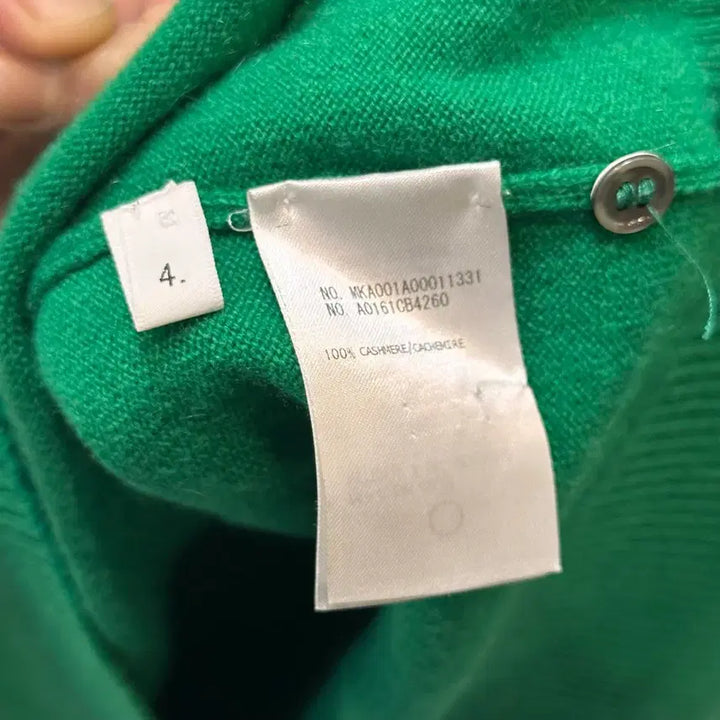 4.
NO. MKA001A00011331
NO. A0161CB4260
100% CASHMERE/CACHEMIRE